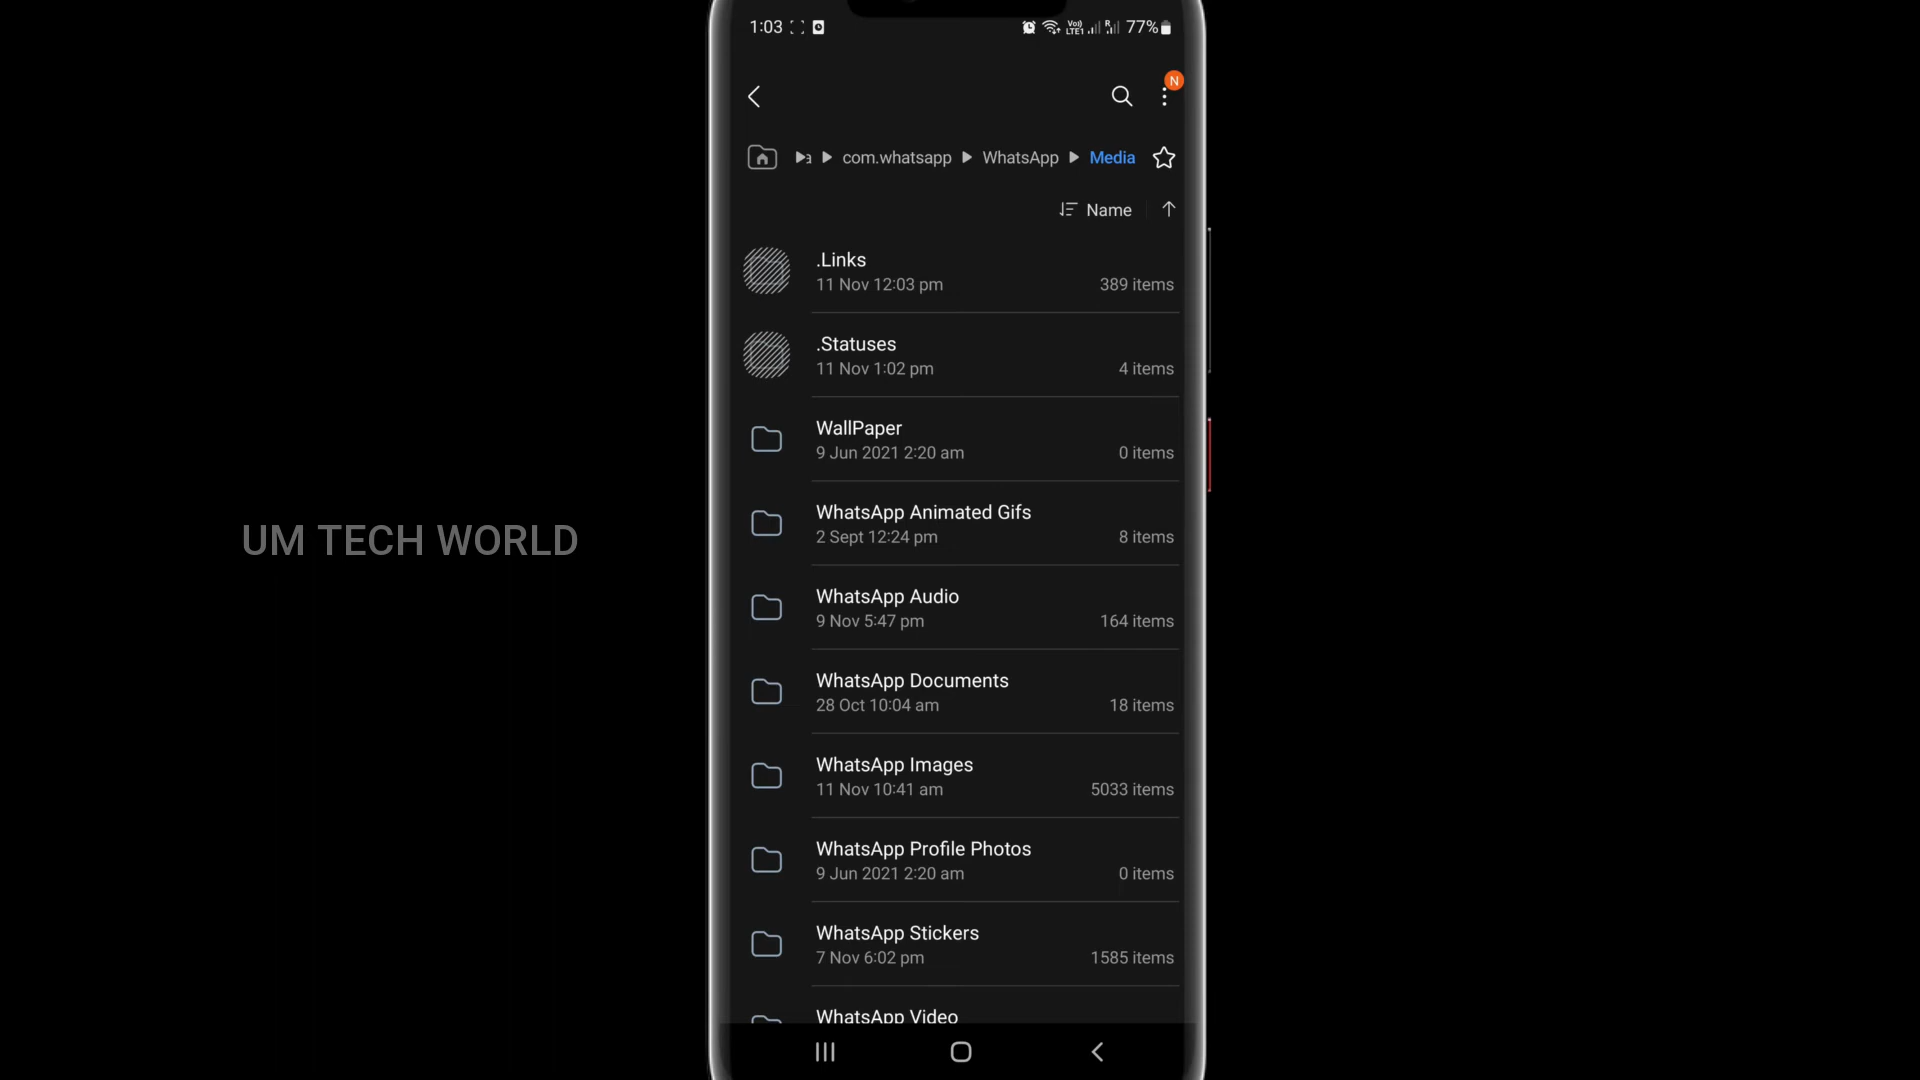 1:03
Vo)) LTE1 R 77%
N
com.whatsapp WhatsApp Media
Name
.Links
11 Nov 12:03 pm 389 items
.Statuses
11 Nov 1:02 pm 4 items
WallPaper
9 Jun 2021 2:20 am 0 items
WhatsApp Animated Gifs
2 Sept 12:24 pm 8 items
UM TECH WORLD
WhatsApp Audio
9 Nov 5:47 pm 164 items
WhatsApp Documents
28 Oct 10:04 am 18 items
WhatsApp Images
11 Nov 10:41 am 5033 items
WhatsApp Profile Photos
9 Jun 2021 2:20 am 0 items
WhatsApp Stickers
7 Nov 6:02 pm 1585 items
WhatsApp Video